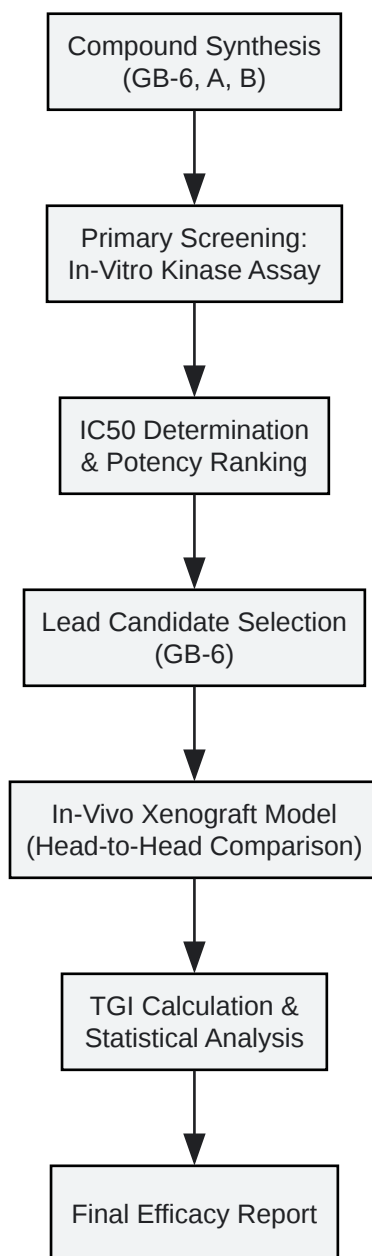 Compound Synthesis
(GB-6, A, B)
Primary Screening:
In-Vitro Kinase Assay
IC50 Determination
& Potency Ranking
Lead Candidate Selection
(GB-6)
In-Vivo Xenograft Model
(Head-to-Head Comparison)
TGI Calculation &
Statistical Analysis
Final Efficacy Report